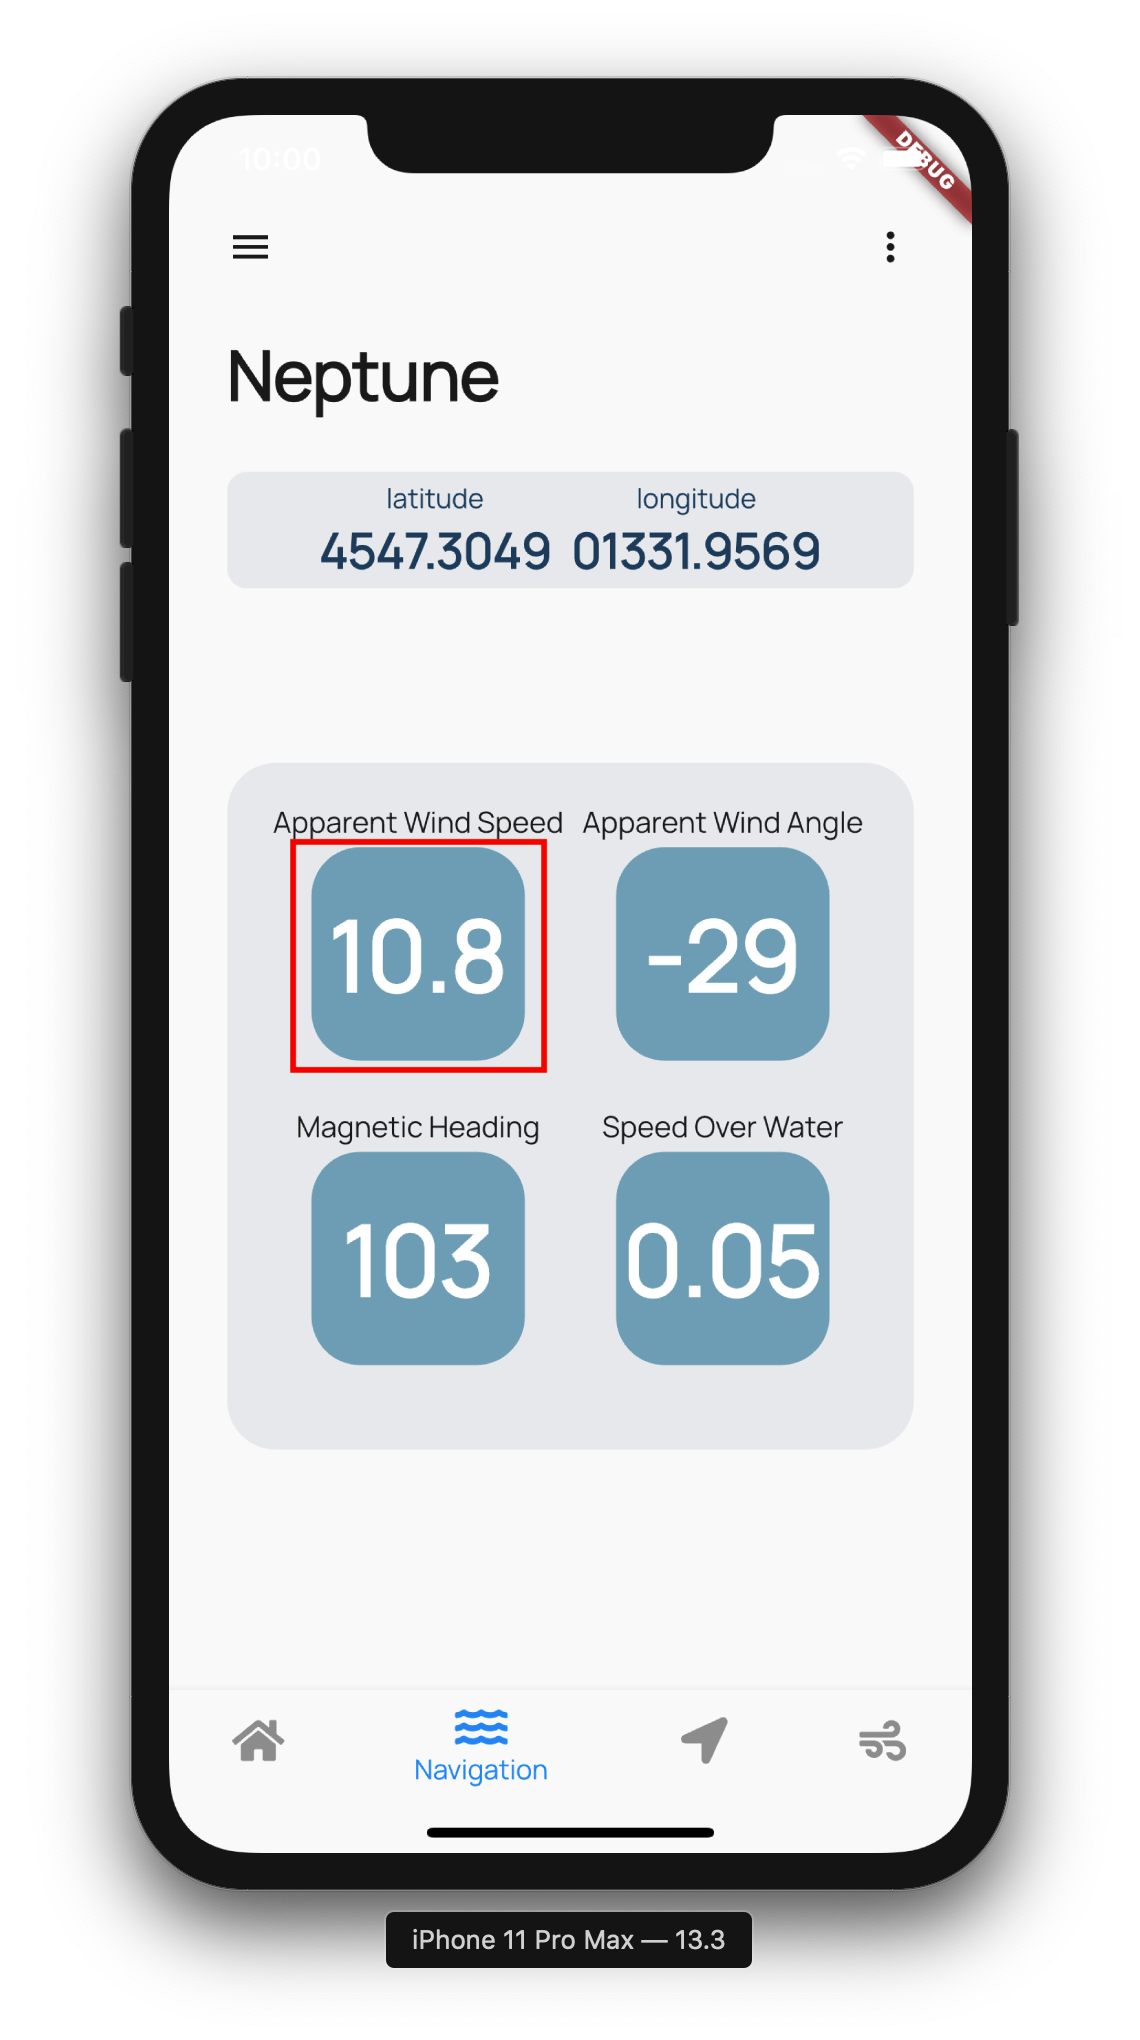 10:00
DEBUG
Neptune
latitude longitude
4547.3049 01331.9569
Apparent Wind Speed Apparent Wind Angle
10.8 -29
Magnetic Heading Speed Over Water
103 0.05
Navigation
iPhone 11 Pro Max — 13.3